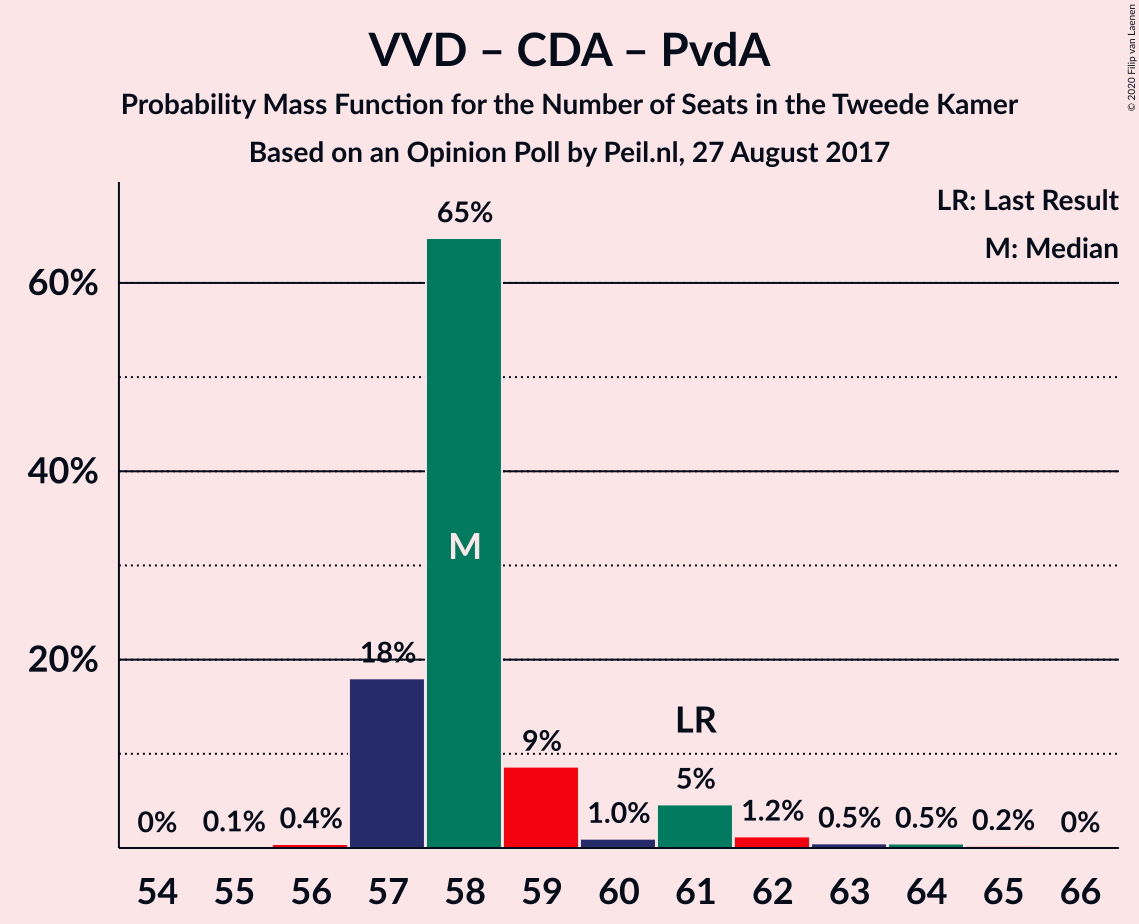 VVD – CDA – PvdA
Probability Mass Function for the Number of Seats in the Tweede Kamer
Based on an Opinion Poll by Peil.nl, 27 August 2017
© 2020 Filip van Laenen
LR: Last Result
M: Median
65%
60%
40%
M
20%
18%
LR
9%
5%
0% 0.1% 0.4% 1.0% 1.2% 0.5% 0.5% 0.2% 0%
54 55 56 57 58 59 60 61 62 63 64 65 66